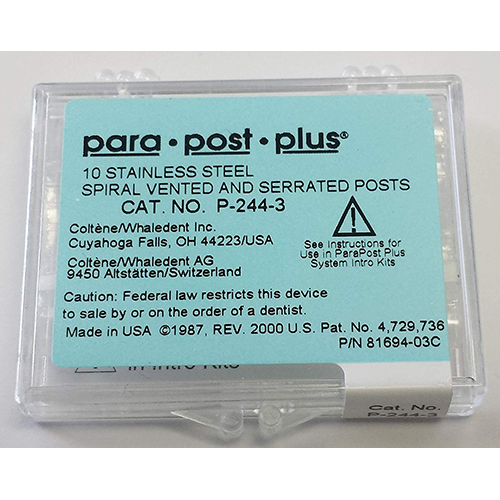 para•post•plus®
10 STAINLESS STEEL
SPIRAL VENTED AND SERRATED POSTS
CAT. NO. P-244-3
Coltène/Whaledent Inc.
Cuyahoga Falls, OH 44223/USA
Coltène/Whaledent AG
9450 Altstätten/Switzerland
!
See Instructions for
Use in ParaPost Plus
System Intro Kits
Caution: Federal law restricts this device
to sale by or on the order of a dentist.
Made in USA ©1987, REV. 2000 U.S. Pat. No. 4,729,736
P/N 81694-03C
in Intro Kits
Cat. No.
P-244-3